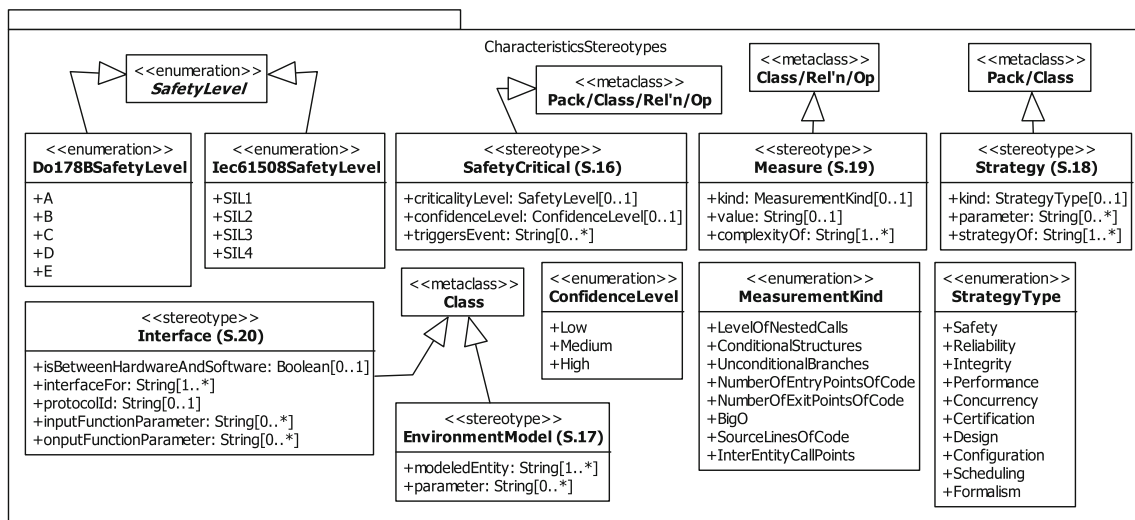 CharacteristicsStereotypes
<<enumeration>>
SafetyLevel
<<metaclass>>
Pack/Class/Rel'n/Op
<<metaclass>>
Class/Rel'n/Op
<<metaclass>>
Pack/Class
<<enumeration>>
Do178BSafetyLevel
+A
+B
+C
+D
+E
<<enumeration>>
Iec61508SafetyLevel
+SIL1
+SIL2
+SIL3
+SIL4
<<stereotype>>
SafetyCritical (S.16)
+criticalityLevel: SafetyLevel[0..1]
+confidenceLevel: ConfidenceLevel[0..1]
+triggersEvent: String[0..*]
<<stereotype>>
Measure (S.19)
+kind: MeasurementKind[0..1]
+value: String[0..1]
+complexityOf: String[1..*]
<<stereotype>>
Strategy (S.18)
+kind: StrategyType[0..1]
+parameter: String[0..*]
+strategyOf: String[1..*]
<<stereotype>>
Interface (S.20)
+isBetweenHardwareAndSoftware: Boolean[0..1]
+interfaceFor: String[1..*]
+protocolId: String[0..1]
+inputFunctionParameter: String[0..*]
+onputFunctionParameter: String[0..*]
<<metaclass>>
Class
<<stereotype>>
EnvironmentModel (S.17)
+modeledEntity: String[1..*]
+parameter: String[0..*]
<<enumeration>>
ConfidenceLevel
+Low
+Medium
+High
<<enumeration>>
MeasurementKind
+LevelOfNestedCalls
+ConditionalStructures
+UnconditionalBranches
+NumberOfEntryPointsOfCode
+NumberOfExitPointsOfCode
+BigO
+SourceLinesOfCode
+InterEntityCallPoints
<<enumeration>>
StrategyType
+Safety
+Reliability
+Integrity
+Performance
+Concurrency
+Certification
+Design
+Configuration
+Scheduling
+Formalism